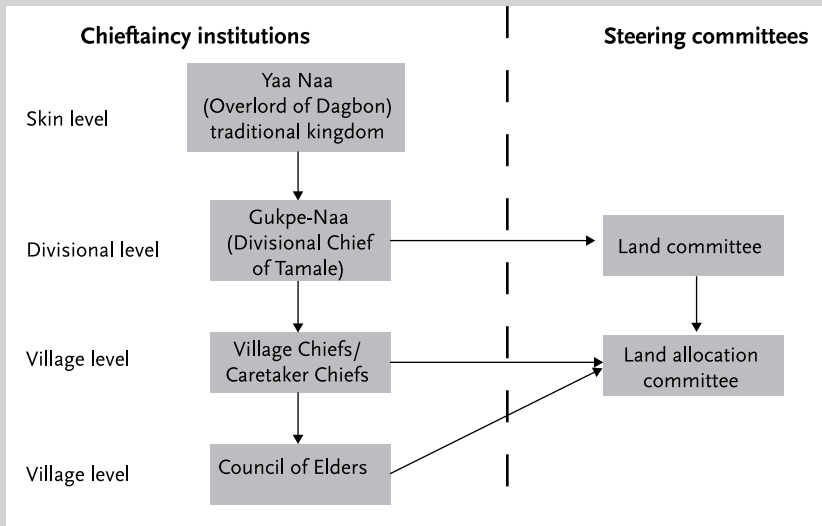 Chieftaincy institutions
Steering committees
Skin level
Yaa Naa
(Overlord of Dagbon)
traditional kingdom
Divisional level
Gukpe-Naa
(Divisional Chief
of Tamale)
Land committee
Village level
Village Chiefs/
Caretaker Chiefs
Land allocation
committee
Village level
Council of Elders